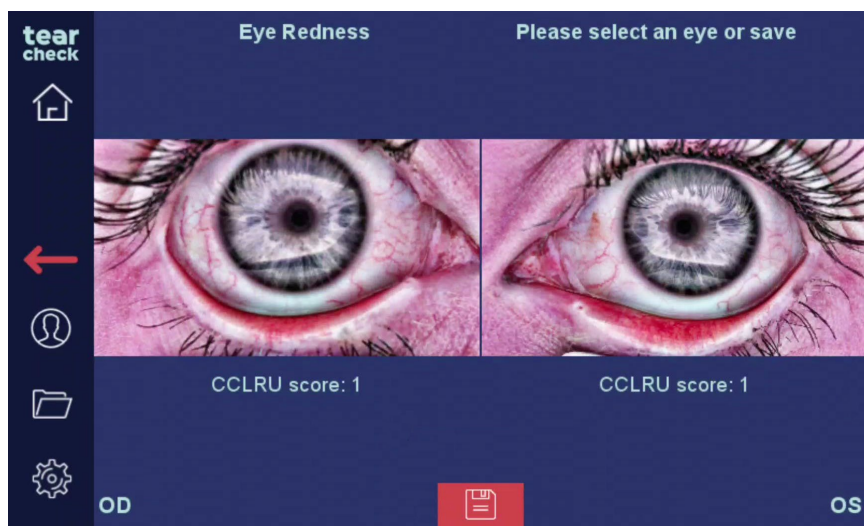 tear
check
Eye Redness
Please select an eye or save
CCLRU score: 1
CCLRU score: 1
OD
OS